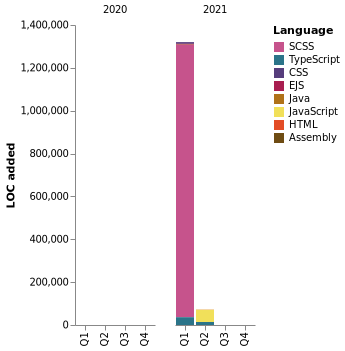 2020 2021
1,400,000
1,200,000
1,000,000
800,000
600,000
400,000
200,000
0
LOC added
Q1 Q2 Q3 Q4 Q1 Q2 Q3 Q4
Language
SCSS
TypeScript
CSS
EJS
Java
JavaScript
HTML
Assembly